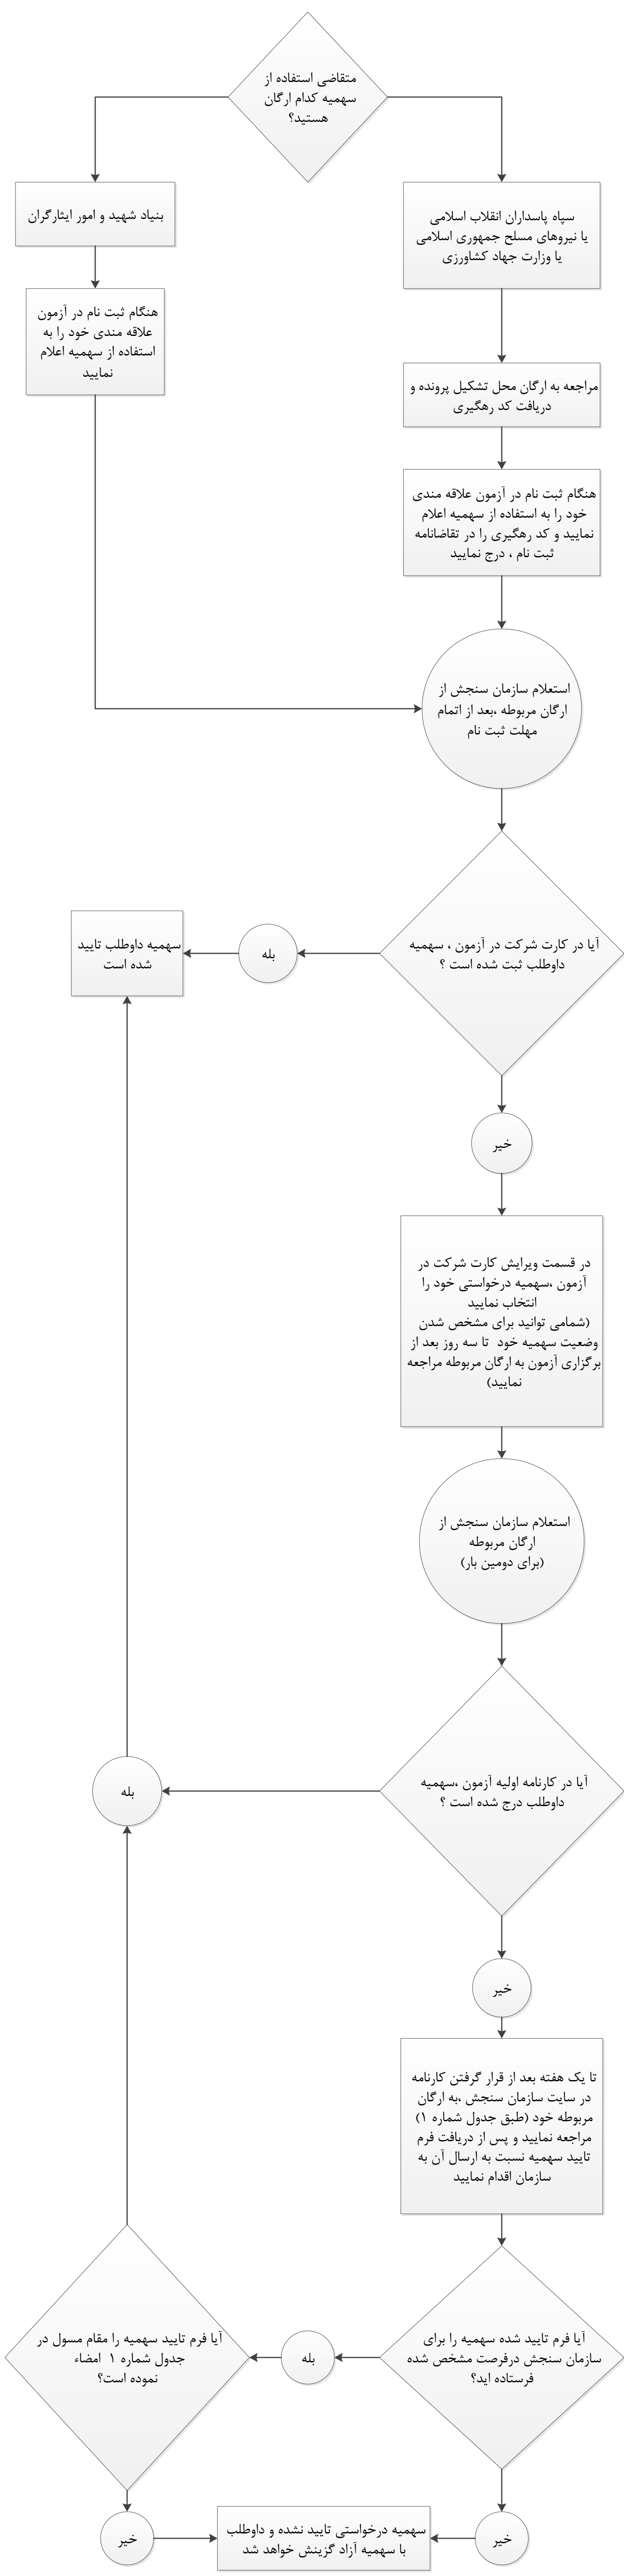 متقاضی استفاده از
سهمیه کدام ارگان
هستید؟
سپاه پاسداران انقلاب اسلامی
یا نیروهای مسلح جمهوری اسلامی
یا وزارت جهاد کشاورزی
بنیاد شهید و امور ایثارگران
هنگام ثبت نام در آزمون
علاقه مندی خود را به
استفاده از سهمیه اعلام
نمایید
مراجعه به ارگان محل تشکیل پرونده و
دریافت کد رهگیری
هنگام ثبت نام در آزمون علاقه مندی
خود را به استفاده از سهمیه اعلام
نمایید و کد رهگیری را در تقاضانامه
ثبت نام ، درج نمایید
استعلام سازمان سنجش از
ارگان مربوطه ،بعد از اتمام
مهلت ثبت نام
آیا در کارت شرکت در آزمون ، سهمیه
داوطلب ثبت شده است ؟
بله
سهمیه داوطلب تایید
شده است
خیر
در قسمت ویرایش کارت شرکت در
آزمون ،سهمیه درخواستی خود را
انتخاب نمایید
(شمامی توانید برای مشخص شدن
وضعیت سهمیه خود تا سه روز بعد از
برگزاری آزمون به ارگان مربوطه مراجعه
نمایید)
استعلام سازمان سنجش از
ارگان مربوطه
(برای دومین بار)
آیا در کارنامه اولیه آزمون ،سهمیه
داوطلب درج شده است ؟
بله
خیر
تا یک هفته بعد از قرار گرفتن کارنامه
در سایت سازمان سنجش ،به ارگان
مربوطه خود (طبق جدول شماره ۱)
مراجعه نمایید و پس از دریافت فرم
تایید سهمیه نسبت به ارسال آن به
سازمان اقدام نمایید
آیا فرم تایید شده سهمیه را برای
سازمان سنجش درفرصت مشخص شده
فرستاده اید؟
بله
آیا فرم تایید سهمیه را مقام مسول در
جدول شماره ۱ امضاء
نموده است؟
خیر
سهمیه درخواستی تایید نشده و داوطلب
با سهمیه آزاد گزینش خواهد شد
خیر